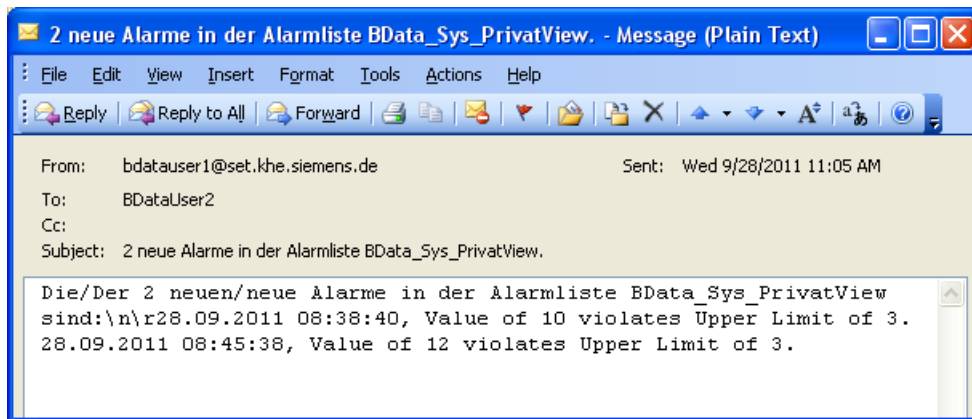 2 neue Alarme in der Alarmliste BData_Sys_PrivatView. - Message (Plain Text)
File Edit View Insert Format Tools Actions Help
Reply Reply to All Forward
From: bdatauser1@set.khe.siemens.de Sent: Wed 9/28/2011 11:05 AM
To: BDataUser2
Cc:
Subject: 2 neue Alarme in der Alarmliste BData_Sys_PrivatView.
Die/Der 2 neuen/neue Alarme in der Alarmliste BData_Sys_PrivatView
sind:\n\r28.09.2011 08:38:40, Value of 10 violates Upper Limit of 3.
28.09.2011 08:45:38, Value of 12 violates Upper Limit of 3.